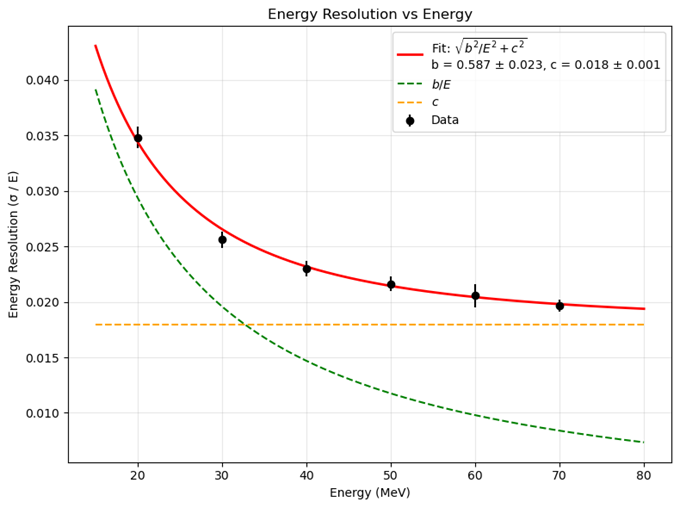 Energy Resolution vs Energy
Fit: √b²/E² + c²
b = 0.587 ± 0.023, c = 0.018 ± 0.001
b/E
c
Data
Energy Resolution (σ / E)
0.040
0.035
0.030
0.025
0.020
0.015
0.010
20 30 40 50 60 70 80
Energy (MeV)